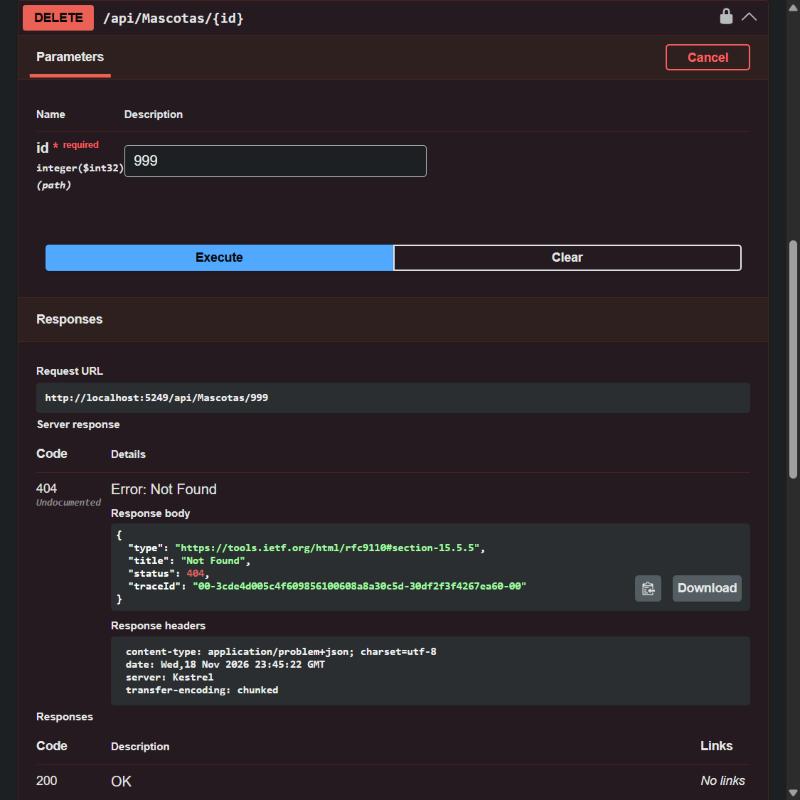 DELETE /api/Mascotas/{id}
Parameters
Cancel
Name Description
id * required
integer($int32)
(path)
999
Execute Clear
Responses
Request URL
http://localhost:5249/api/Mascotas/999
Server response
Code Details
404
Undocumented
Error: Not Found
Response body
{
"type": "https://tools.ietf.org/html/rfc9110#section-15.5.5",
"title": "Not Found",
"status": 404,
"traceId": "00-3cde4d005c4f609856100608a8a30c5d-30df2f3f4267ea60-00"
}
Download
Response headers
content-type: application/problem+json; charset=utf-8
date: Wed,18 Nov 2026 23:45:22 GMT
server: Kestrel
transfer-encoding: chunked
Responses
Code Description Links
200 OK No links